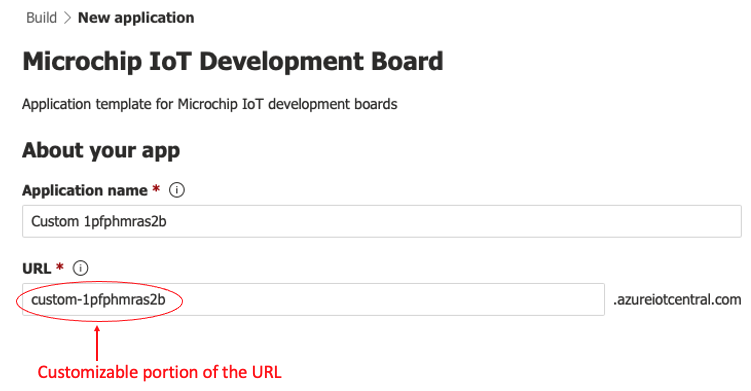 Build > New application
Microchip IoT Development Board
Application template for Microchip IoT development boards
About your app
Application name *
Custom 1pfphmras2b
URL *
custom-1pfphmras2b .azureiotcentral.com
Customizable portion of the URL